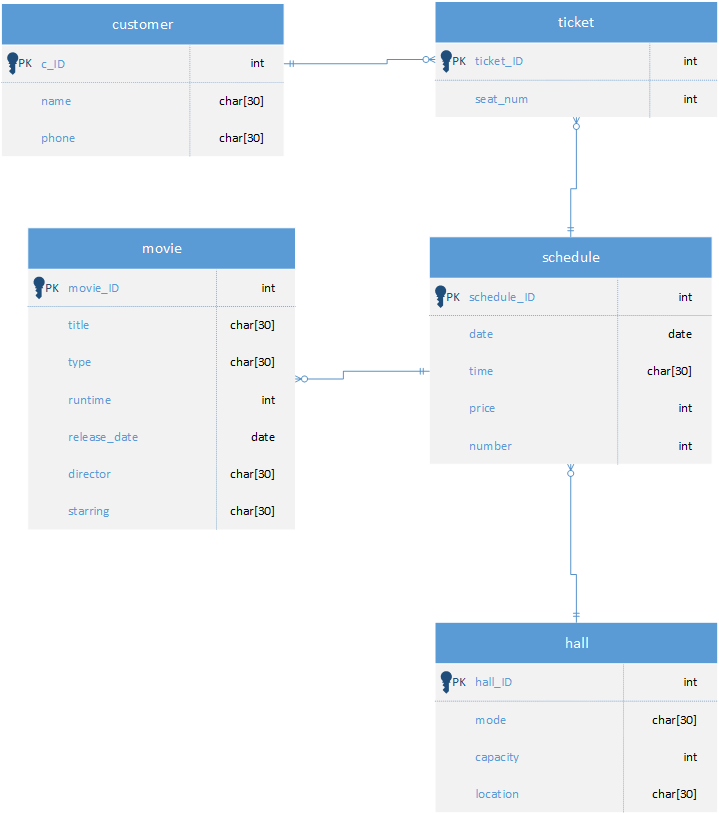 customer
PK c_ID int
name char[30]
phone char[30]
ticket
PK ticket_ID int
seat_num int
movie
PK movie_ID int
title char[30]
type char[30]
runtime int
release_date date
director char[30]
starring char[30]
schedule
PK schedule_ID int
date date
time char[30]
price int
number int
hall
PK hall_ID int
mode char[30]
capacity int
location char[30]